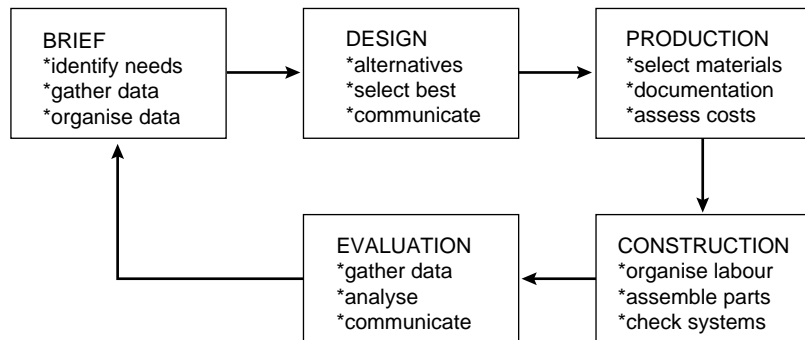 BRIEF
*identify needs
*gather data
*organise data
DESIGN
*alternatives
*select best
*communicate
PRODUCTION
*select materials
*documentation
*assess costs
CONSTRUCTION
*organise labour
*assemble parts
*check systems
EVALUATION
*gather data
*analyse
*communicate